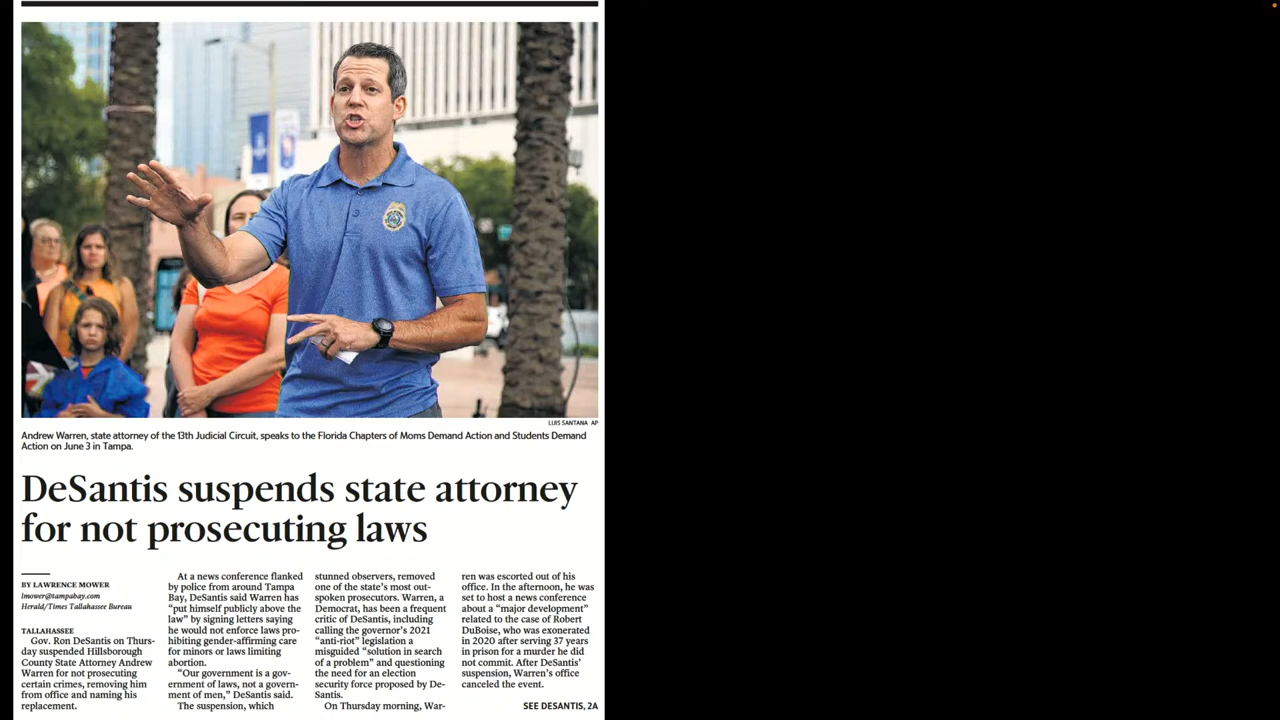 LUIS SANTANA AP
Andrew Warren, state attorney of the 13th Judicial Circuit, speaks to the Florida Chapters of Moms Demand Action and Students Demand
Action on June 3 in Tampa.
DeSantis suspends state attorney
for not prosecuting laws
BY LAWRENCE MOWER
lmower@tampabay.com
Herald/Times Tallahassee Bureau
TALLAHASSEE
Gov. Ron DeSantis on Thurs-
day suspended Hillsborough
County State Attorney Andrew
Warren for not prosecuting
certain crimes, removing him
from office and naming his
replacement.
At a news conference flanked
by police from around Tampa
Bay, DeSantis said Warren has
“put himself publicly above the
law” by signing letters saying
he would not enforce laws pro-
hibiting gender-affirming care
for minors or laws limiting
abortion.
“Our government is a gov-
ernment of laws, not a govern-
ment of men,” DeSantis said.
The suspension, which
stunned observers, removed
one of the state’s most out-
spoken prosecutors. Warren, a
Democrat, has been a frequent
critic of DeSantis, including
calling the governor’s 2021
“anti-riot” legislation a
misguided “solution in search
of a problem” and questioning
the need for an election
security force proposed by De-
Santis.
On Thursday morning, War-
ren was escorted out of his
office. In the afternoon, he was
set to host a news conference
about a “major development”
related to the case of Robert
DuBoise, who was exonerated
in 2020 after serving 37 years
in prison for a murder he did
not commit. After DeSantis’
suspension, Warren’s office
canceled the event.
SEE DESANTIS, 2A